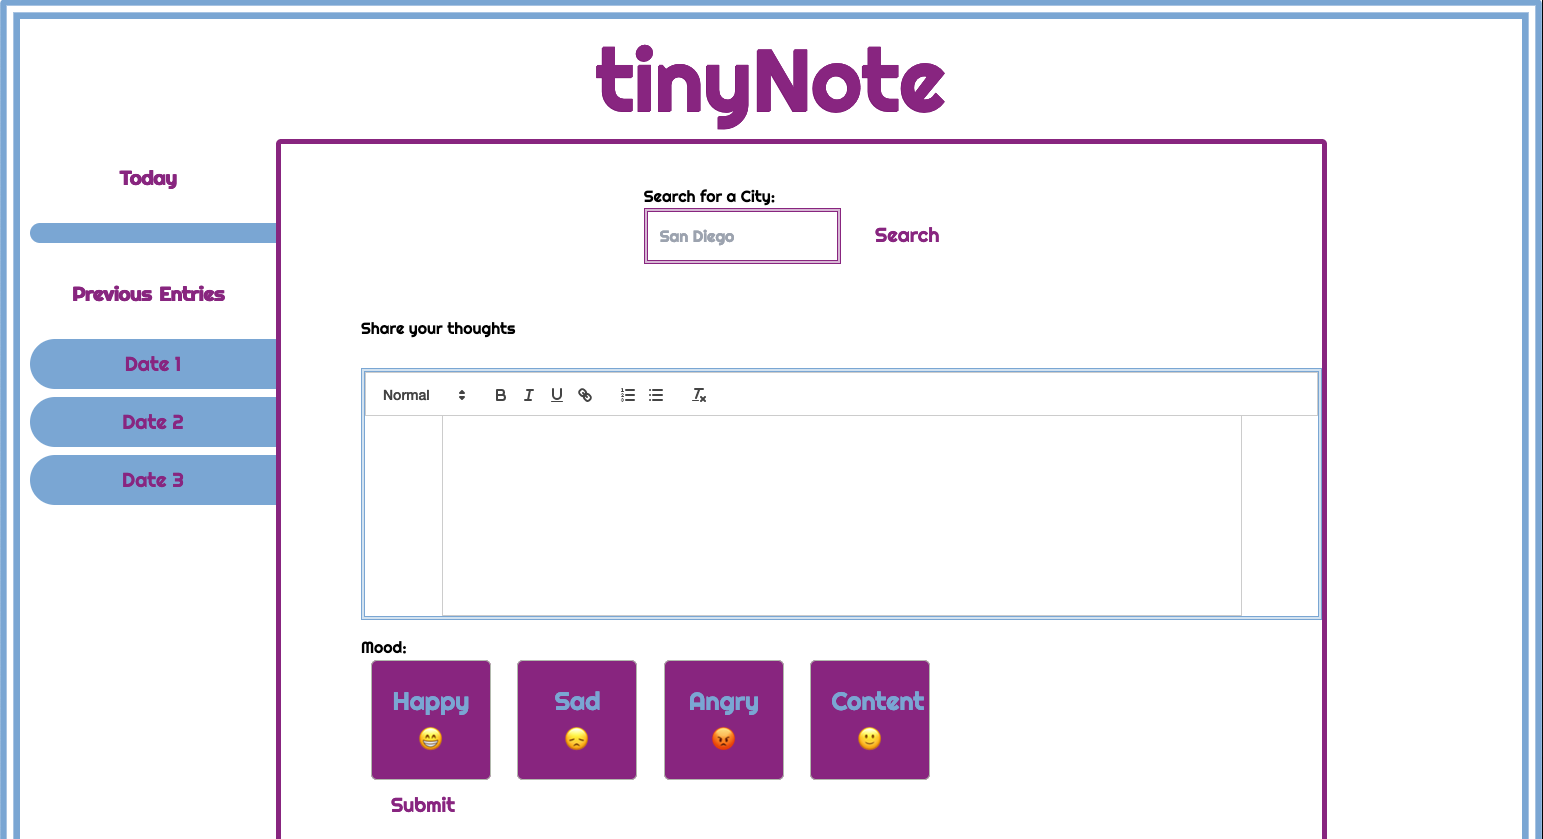 tinyNote
Today
Previous Entries
Date 1
Date 2
Date 3
Search for a City:
San Diego
Search
Share your thoughts
Normal
B I U
Mood:
Happy
Sad
Angry
Content
Submit